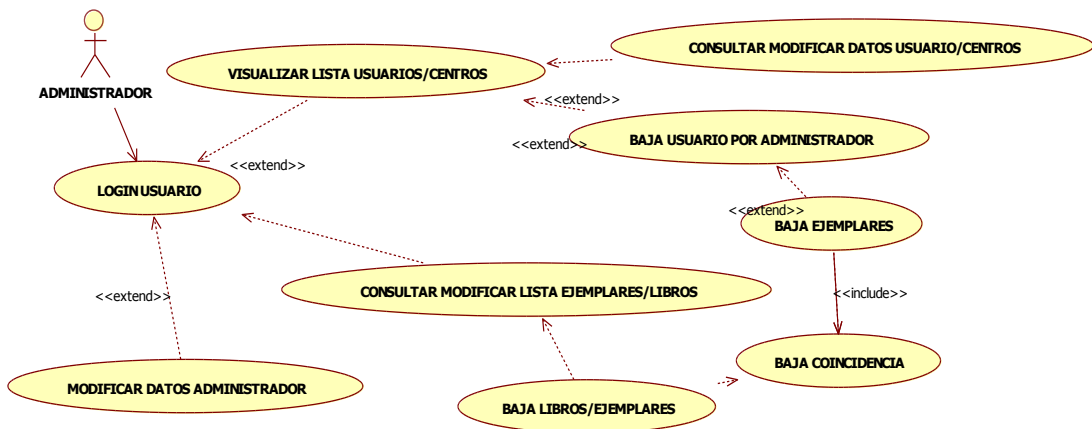 CONSULTAR MODIFICAR DATOS USUARIO/CENTROS
VISUALIZAR LISTA USUARIOS/CENTROS
ADMINISTRADOR
<<extend>>
BAJA USUARIO POR ADMINISTRADOR
<<extend>>
<<extend>>
LOGIN USUARIO
<<extend>>
BAJA EJEMPLARES
CONSULTAR MODIFICAR LISTA EJEMPLARES/LIBROS
<<extend>>
<<include>>
BAJA COINCIDENCIA
MODIFICAR DATOS ADMINISTRADOR
BAJA LIBROS/EJEMPLARES